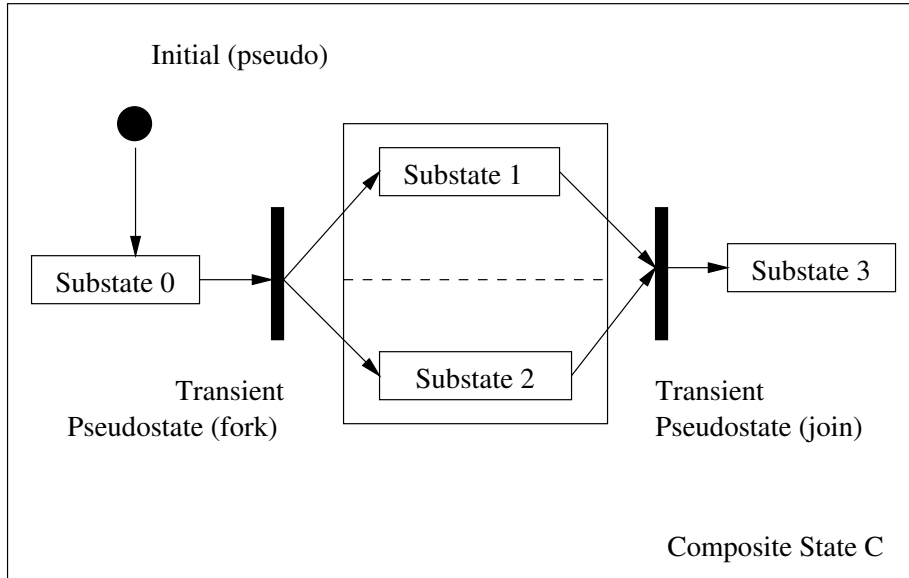 Initial (pseudo)
Substate 1
Substate 0
Substate 3
Substate 2
Transient
Pseudostate (fork)
Transient
Pseudostate (join)
Composite State C